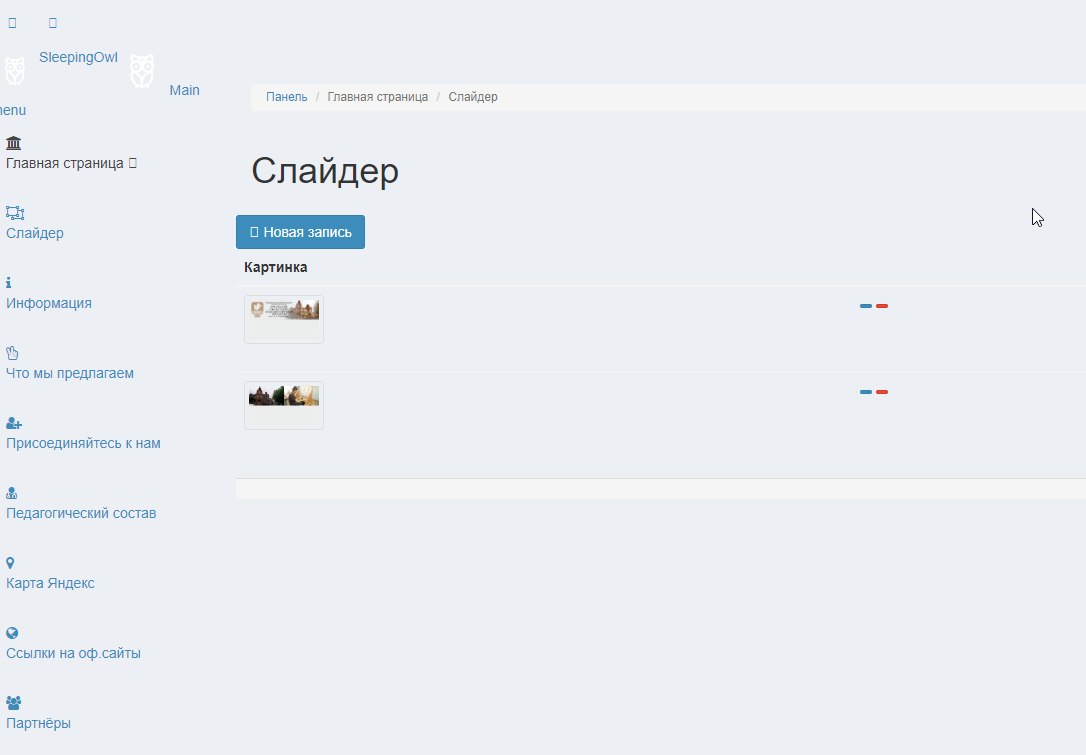 SleepingOwl
Main
menu
Панель / Главная страница / Слайдер
Главная страница
Слайдер
Новая запись
Картинка
Слайдер
Информация
Что мы предлагаем
Присоединяйтесь к нам
Педагогический состав
Карта Яндекс
Ссылки на оф.сайты
Партнёры